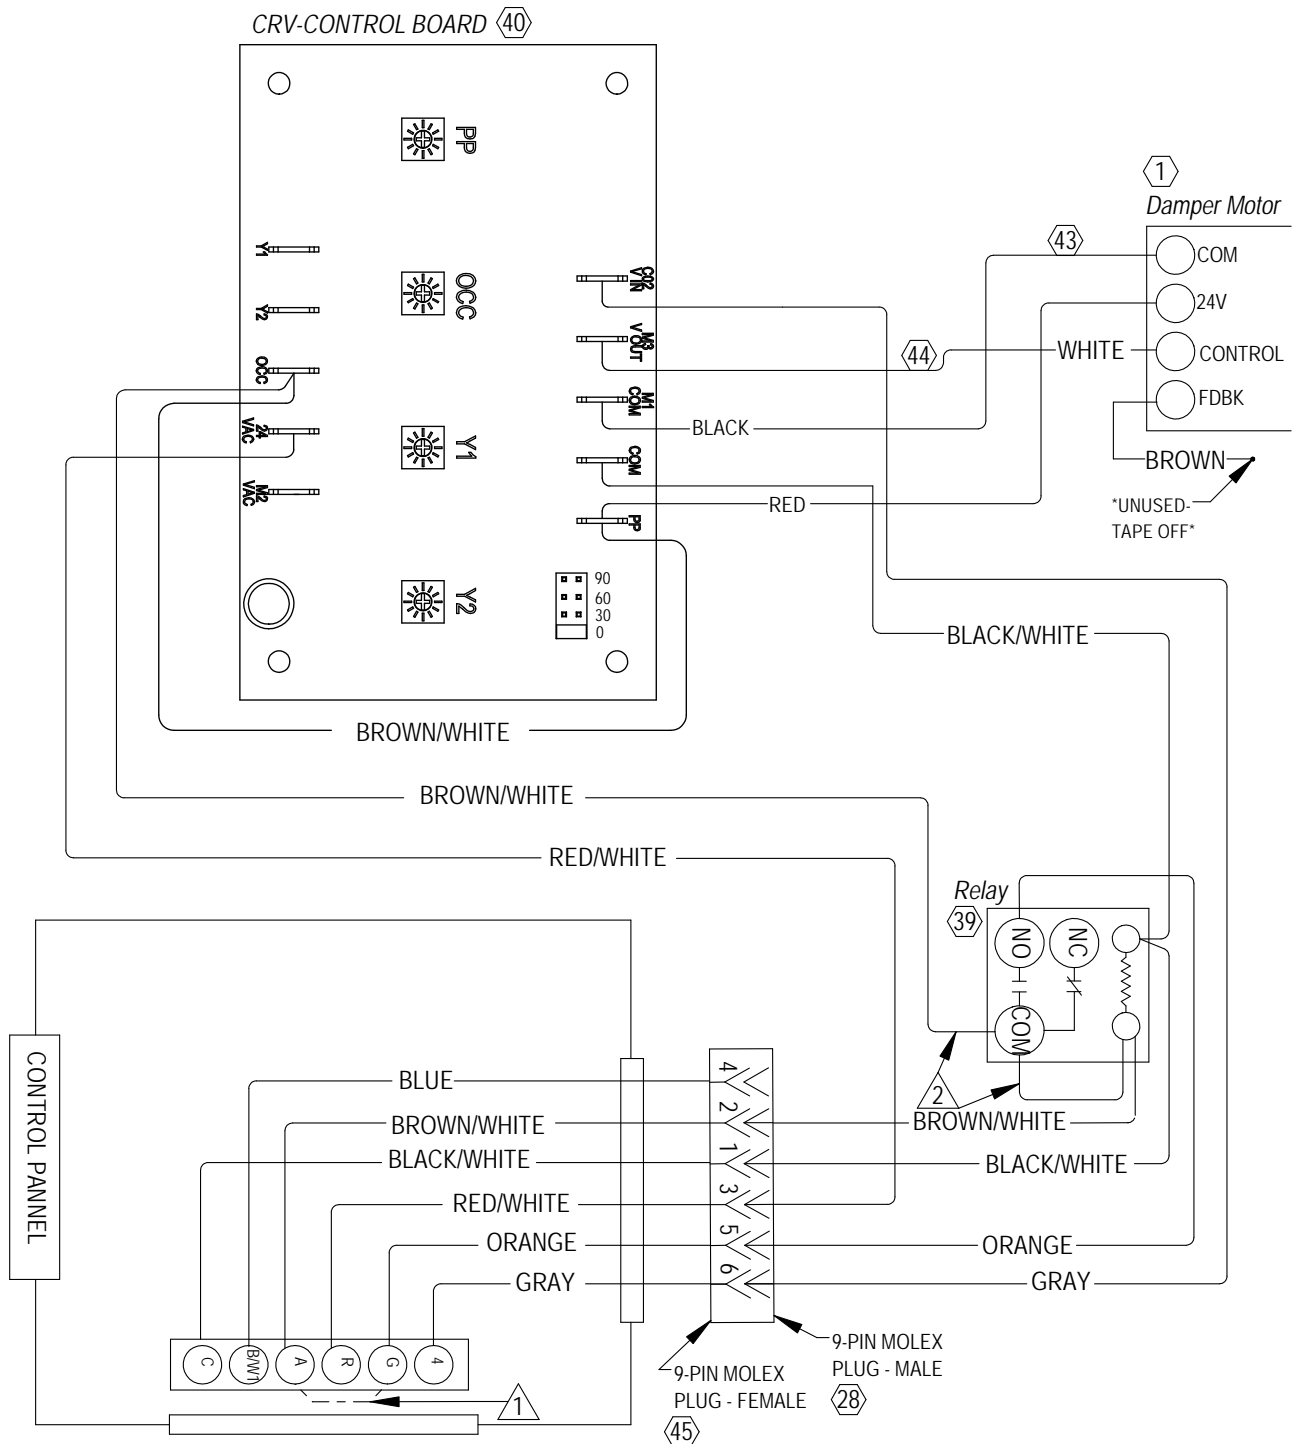 CRV-CONTROL BOARD 40
PP
OCC
Y1
Y2
Y1
Y2
OCC
24
VAC
M2
VAC
C02
V IN
M3
V OUT
M1
COM
COM
PP
90
60
30
0
1
Damper Motor
COM
24V
CONTROL
FDBK
43
44
WHITE
BLACK
BROWN
*UNUSED-
TAPE OFF*
RED
BLACK/WHITE
BROWN/WHITE
BROWN/WHITE
RED/WHITE
Relay
39
NO
NC
COM
2
CONTROL PANNEL
BLUE
BROWN/WHITE
BLACK/WHITE
RED/WHITE
ORANGE
GRAY
4
2
1
3
5
6
BROWN/WHITE
BLACK/WHITE
ORANGE
GRAY
C
B/W1
A
R
G
4
1
9-PIN MOLEX
PLUG - FEMALE
45
9-PIN MOLEX
PLUG - MALE
28